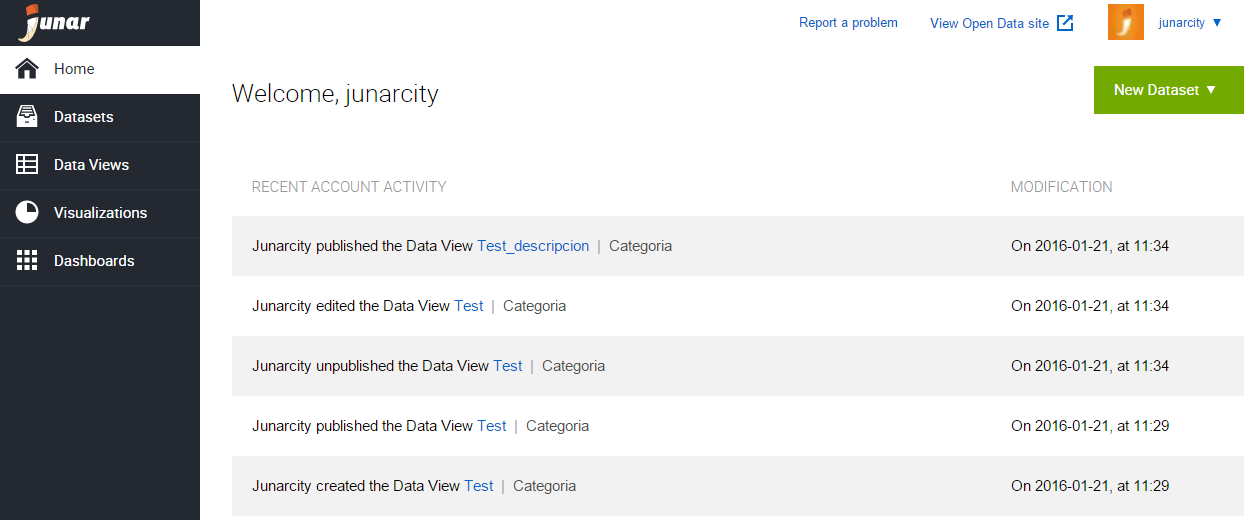 junar
Report a problem
View Open Data site
junarcity ▼
Home
Datasets
Data Views
Visualizations
Dashboards
Welcome, junarcity
New Dataset ▼
RECENT ACCOUNT ACTIVITY MODIFICATION
Junarcity published the Data View Test_descripcion | Categoria On 2016-01-21, at 11:34
Junarcity edited the Data View Test | Categoria On 2016-01-21, at 11:34
Junarcity unpublished the Data View Test | Categoria On 2016-01-21, at 11:34
Junarcity published the Data View Test | Categoria On 2016-01-21, at 11:29
Junarcity created the Data View Test | Categoria On 2016-01-21, at 11:29